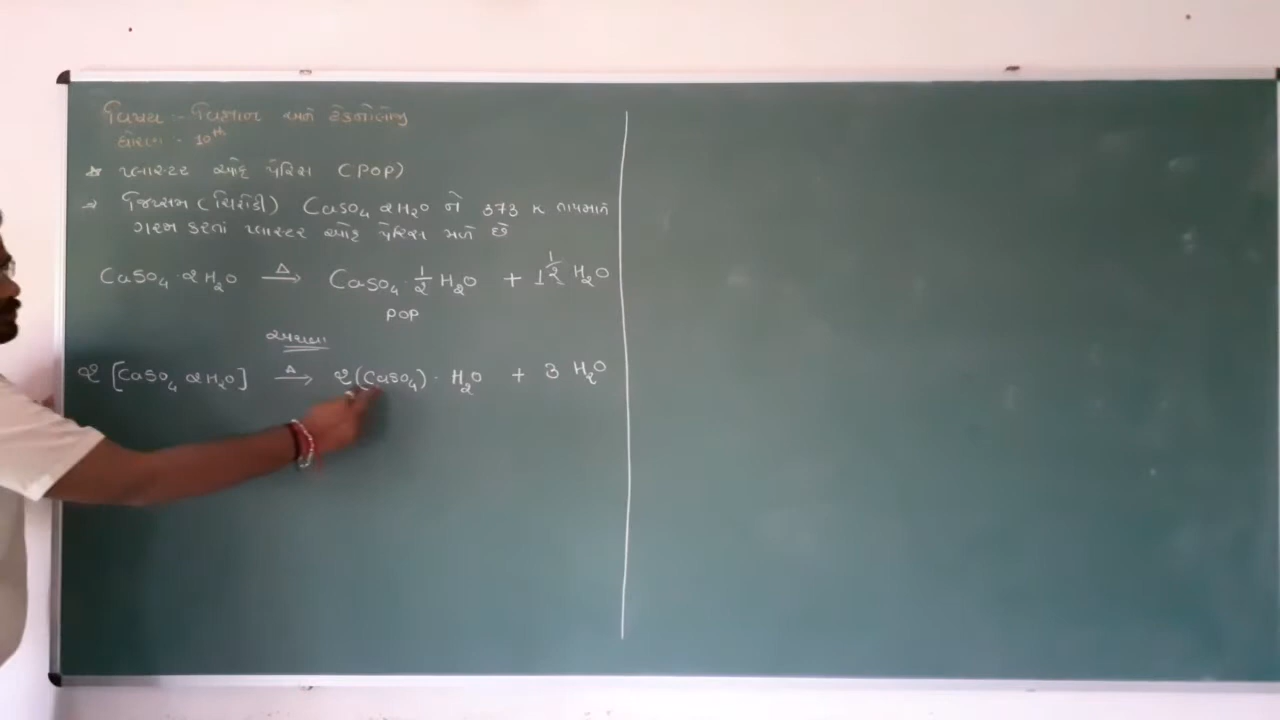 વિષય :- વિજ્ઞાન અને ટેકનોલોજી
ધોરણ - 10th
* પ્લાસ્ટર ઓફ પેરિસ (POP)
→ જિપ્સમ (ચિરોડી) CaSO₄ 2H₂O ને 373 K તાપમાને
ગરમ કરતાં પ્લાસ્ટર ઓફ પેરિસ મળે છે
CaSO₄ · 2H₂O —Δ→ CaSO₄ · 1/2 H₂O + 1 1/2 H₂O
POP
અથવા
2 [CaSO₄ 2H₂O] —Δ→ 2(CaSO₄) · H₂O + 3 H₂O